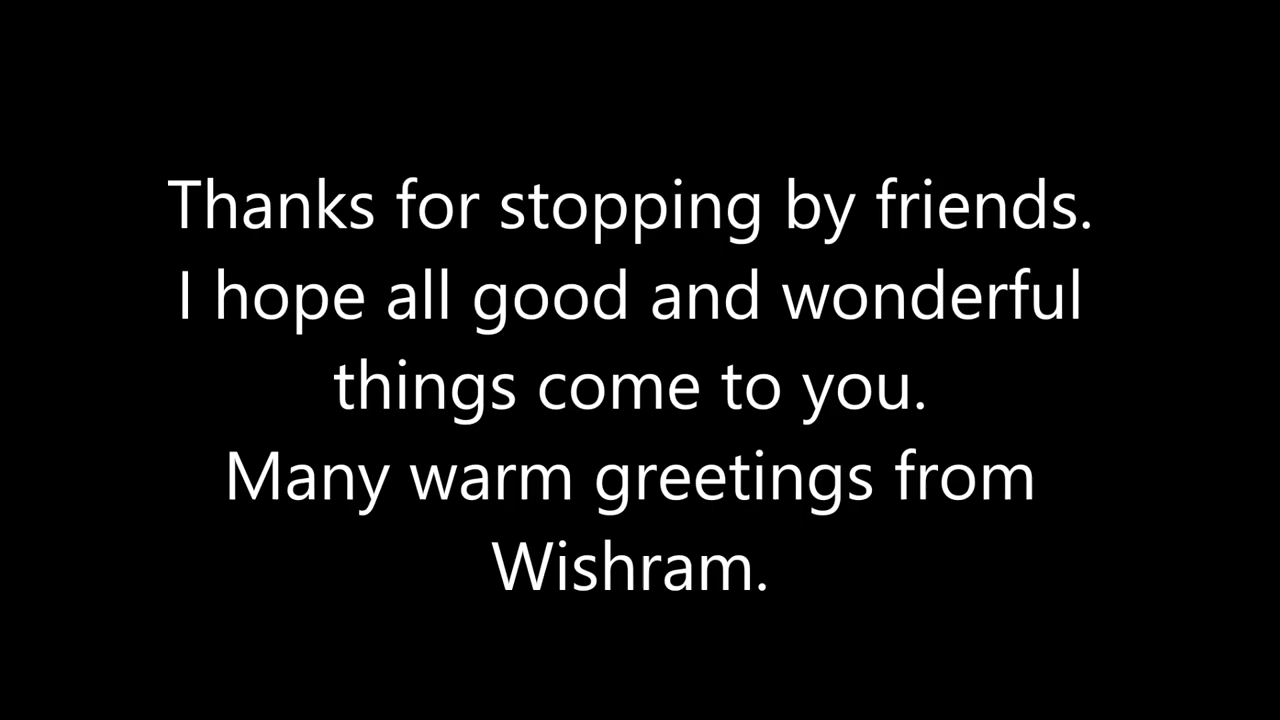 Thanks for stopping by friends.
I hope all good and wonderful
things come to you.
Many warm greetings from
Wishram.